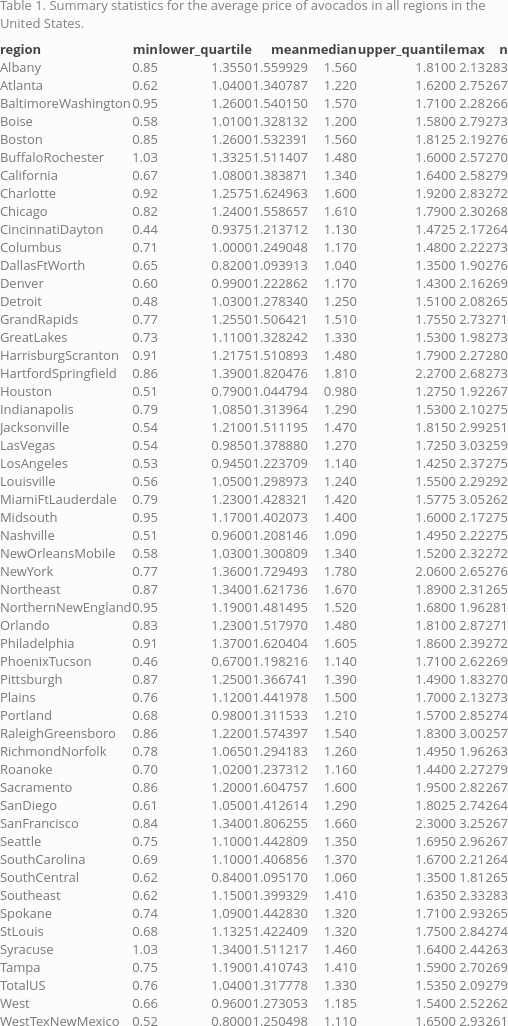 Table 1. Summary statistics for the average price of avocados in all regions in the
United States.
region min lower_quartile mean median upper_quantile max n
Albany 0.85 1.3550 1.559929 1.560 1.8100 2.13 283
Atlanta 0.62 1.0400 1.340787 1.220 1.6200 2.75 267
BaltimoreWashington 0.95 1.2600 1.540150 1.570 1.7100 2.28 266
Boise 0.58 1.0100 1.328132 1.200 1.5800 2.79 273
Boston 0.85 1.2600 1.532391 1.560 1.8125 2.19 276
BuffaloRochester 1.03 1.3325 1.511407 1.480 1.6000 2.57 270
California 0.67 1.0800 1.383871 1.340 1.6400 2.58 279
Charlotte 0.92 1.2575 1.624963 1.600 1.9200 2.83 272
Chicago 0.82 1.2400 1.558657 1.610 1.7900 2.30 268
CincinnatiDayton 0.44 0.9375 1.213712 1.130 1.4725 2.17 264
Columbus 0.71 1.0000 1.249048 1.170 1.4800 2.22 273
DallasFtWorth 0.65 0.8200 1.093913 1.040 1.3500 1.90 276
Denver 0.60 0.9900 1.222862 1.170 1.4300 2.16 269
Detroit 0.48 1.0300 1.278340 1.250 1.5100 2.08 265
GrandRapids 0.77 1.2550 1.506421 1.510 1.7550 2.73 271
GreatLakes 0.73 1.1100 1.328242 1.330 1.5300 1.98 273
HarrisburgScranton 0.91 1.2175 1.510893 1.480 1.7900 2.27 280
HartfordSpringfield 0.86 1.3900 1.820476 1.810 2.2700 2.68 273
Houston 0.51 0.7900 1.044794 0.980 1.2750 1.92 267
Indianapolis 0.79 1.0850 1.313964 1.290 1.5300 2.10 275
Jacksonville 0.54 1.2100 1.511195 1.470 1.8150 2.99 251
LasVegas 0.54 0.9850 1.378880 1.270 1.7250 3.03 259
LosAngeles 0.53 0.9450 1.223709 1.140 1.4250 2.37 275
Louisville 0.56 1.0500 1.298973 1.240 1.5500 2.29 292
MiamiFtLauderdale 0.79 1.2300 1.428321 1.420 1.5775 3.05 262
Midsouth 0.95 1.1700 1.402073 1.400 1.6000 2.17 275
Nashville 0.51 0.9600 1.208146 1.090 1.4950 2.22 275
NewOrleansMobile 0.58 1.0300 1.300809 1.340 1.5200 2.32 272
NewYork 0.77 1.3600 1.729493 1.780 2.0600 2.65 276
Northeast 0.87 1.3400 1.621736 1.670 1.8900 2.31 265
NorthernNewEngland 0.95 1.1900 1.481495 1.520 1.6800 1.96 281
Orlando 0.83 1.2300 1.517970 1.480 1.8100 2.87 271
Philadelphia 0.91 1.3700 1.620404 1.605 1.8600 2.39 272
PhoenixTucson 0.46 0.6700 1.198216 1.140 1.7100 2.62 269
Pittsburgh 0.87 1.2500 1.366741 1.390 1.4900 1.83 270
Plains 0.76 1.1200 1.441978 1.500 1.7000 2.13 273
Portland 0.68 0.9800 1.311533 1.210 1.5700 2.85 274
RaleighGreensboro 0.86 1.2200 1.574397 1.540 1.8300 3.00 257
RichmondNorfolk 0.78 1.0650 1.294183 1.260 1.4950 1.96 263
Roanoke 0.70 1.0200 1.237312 1.160 1.4400 2.27 279
Sacramento 0.86 1.2000 1.604757 1.600 1.9500 2.82 267
SanDiego 0.61 1.0500 1.412614 1.290 1.8025 2.74 264
SanFrancisco 0.84 1.3400 1.806255 1.660 2.3000 3.25 267
Seattle 0.75 1.1000 1.442809 1.350 1.6950 2.96 267
SouthCarolina 0.69 1.1000 1.406856 1.370 1.6700 2.21 264
SouthCentral 0.62 0.8400 1.095170 1.060 1.3500 1.81 265
Southeast 0.62 1.1500 1.399329 1.410 1.6350 2.33 283
Spokane 0.74 1.0900 1.442830 1.320 1.7100 2.93 265
StLouis 0.68 1.1325 1.422409 1.320 1.7500 2.84 274
Syracuse 1.03 1.3400 1.511217 1.460 1.6400 2.44 263
Tampa 0.75 1.1900 1.410743 1.410 1.5900 2.70 269
TotalUS 0.76 1.0400 1.317778 1.330 1.5350 2.09 279
West 0.66 0.9600 1.273053 1.185 1.5400 2.52 262
WestTexNewMexico 0.52 0.8000 1.250498 1.110 1.6500 2.93 261